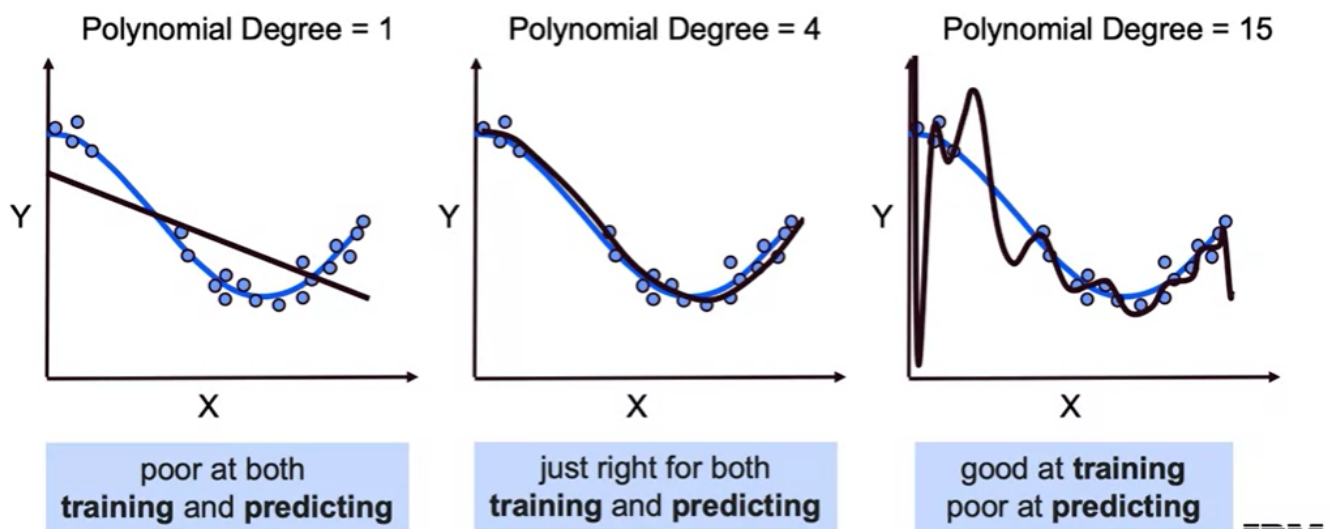 Polynomial Degree = 1
Polynomial Degree = 4
Polynomial Degree = 15
Y
X
Y
X
Y
X
poor at both
training and predicting
just right for both
training and predicting
good at training
poor at predicting